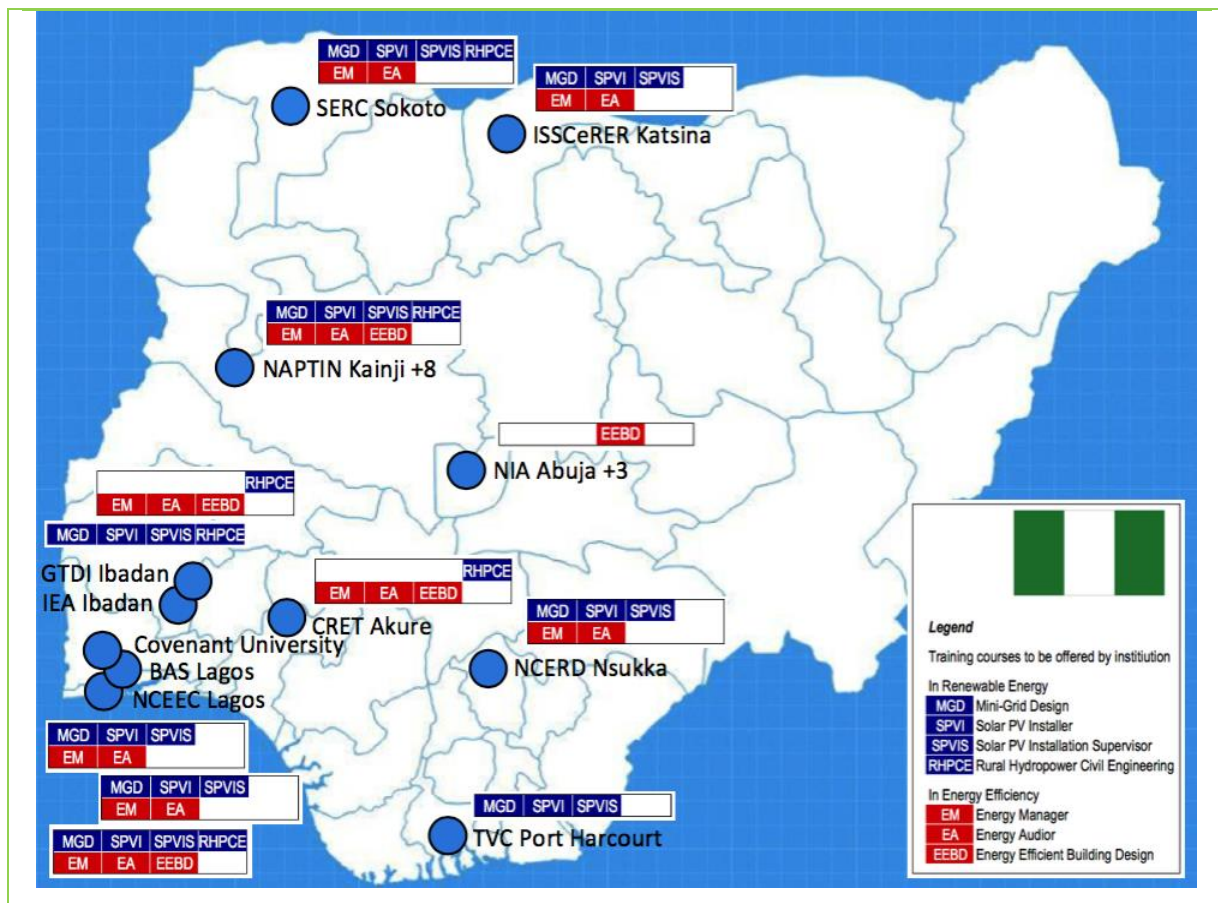 MGD SPVI SPVIS RHPCE
EM EA
SERC Sokoto
MGD SPVI SPVIS
EM EA
ISSCeRER Katsina
MGD SPVI SPVIS RHPCE
EM EA EEBD
NAPTIN Kainji +8
EEBD
NIA Abuja +3
RHPCE
EM EA EEBD
MGD SPVI SPVIS RHPCE
GTDI Ibadan
IEA Ibadan
RHPCE
EM EA EEBD
CRET Akure
MGD SPVI SPVIS
EM EA
NCERD Nsukka
Covenant University
BAS Lagos
NCEEC Lagos
MGD SPVI SPVIS
EM EA
MGD SPVI SPVIS
EM EA
MGD SPVI SPVIS RHPCE
EM EA EEBD
MGD SPVI SPVIS
TVC Port Harcourt
Legend
Training courses to be offered by institution
In Renewable Energy
MGD Mini-Grid Design
SPVI Solar PV Installer
SPVIS Solar PV Installation Supervisor
RHPCE Rural Hydropower Civil Engineering
In Energy Efficiency
EM Energy Manager
EA Energy Audior
EEBD Energy Efficient Building Design